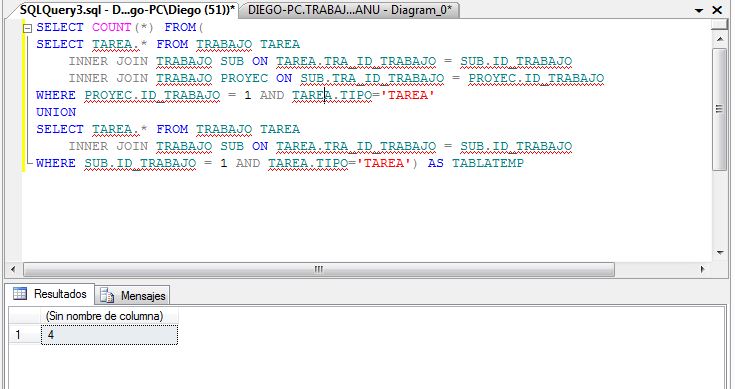 SQLQuery3.sql - D...go-PC\Diego (51))*
DIEGO-PC.TRABAJ...ANU - Diagram_0*
SELECT COUNT(*) FROM(
SELECT TAREA.* FROM TRABAJO TAREA
INNER JOIN TRABAJO SUB ON TAREA.TRA_ID_TRABAJO = SUB.ID_TRABAJO
INNER JOIN TRABAJO PROYEC ON SUB.TRA_ID_TRABAJO = PROYEC.ID_TRABAJO
WHERE PROYEC.ID_TRABAJO = 1 AND TAREA.TIPO='TAREA'
UNION
SELECT TAREA.* FROM TRABAJO TAREA
INNER JOIN TRABAJO SUB ON TAREA.TRA_ID_TRABAJO = SUB.ID_TRABAJO
WHERE SUB.ID_TRABAJO = 1 AND TAREA.TIPO='TAREA') AS TABLATEMP
Resultados
Mensajes
(Sin nombre de columna)
1 4